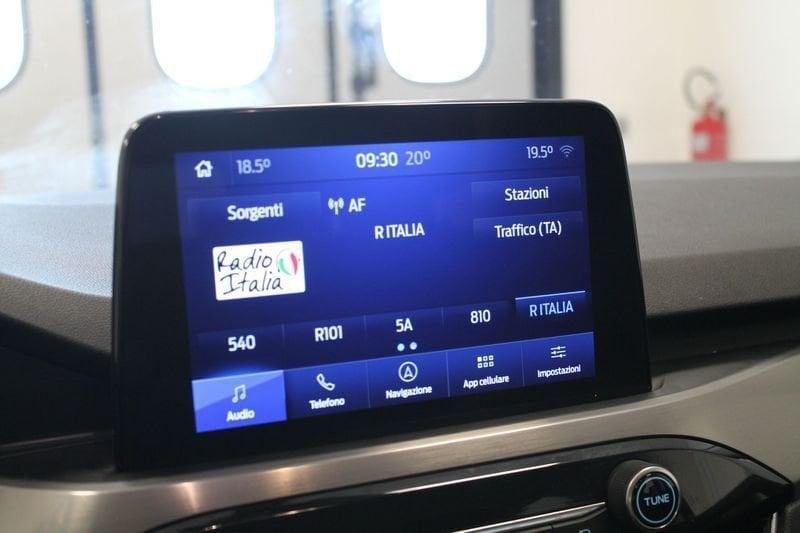 18.5°
09:30 20°
19.5°
Sorgenti
AF
Stazioni
R ITALIA
Traffico (TA)
Radio
Italia
540
R101
5A
810
R ITALIA
Audio
Telefono
Navigazione
App cellulare
Impostazioni
TUNE